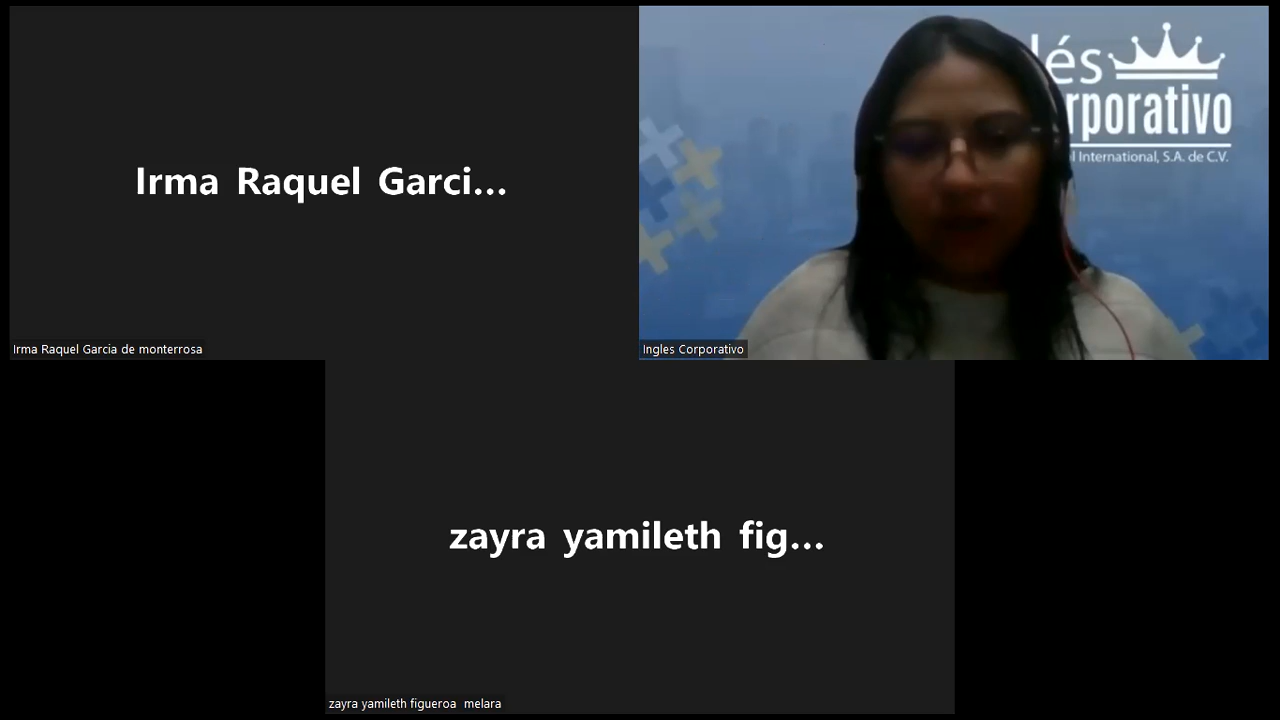 Irma Raquel Garci...
Irma Raquel Garcia de monterrosa
lés
rporativo
l International, S.A. de C.V.
Ingles Corporativo
zayra yamileth fig...
zayra yamileth figueroa melara